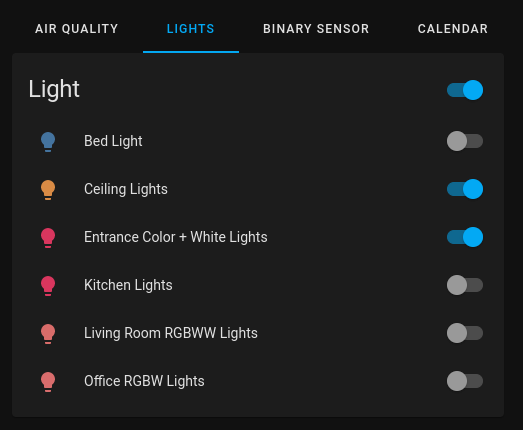 AIR QUALITY LIGHTS BINARY SENSOR CALENDAR
Light
Bed Light
Ceiling Lights
Entrance Color + White Lights
Kitchen Lights
Living Room RGBWW Lights
Office RGBW Lights